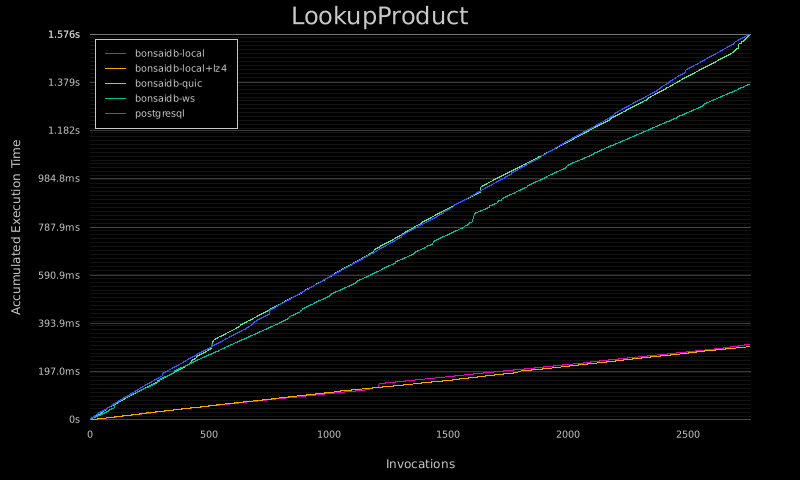 LookupProduct
1.576s
bonsaidb-local
bonsaidb-local+lz4
bonsaidb-quic
bonsaidb-ws
postgresql
1.379s
1.182s
984.8ms
787.9ms
590.9ms
393.9ms
197.0ms
0s
Accumulated Execution Time
0 500 1000 1500 2000 2500
Invocations